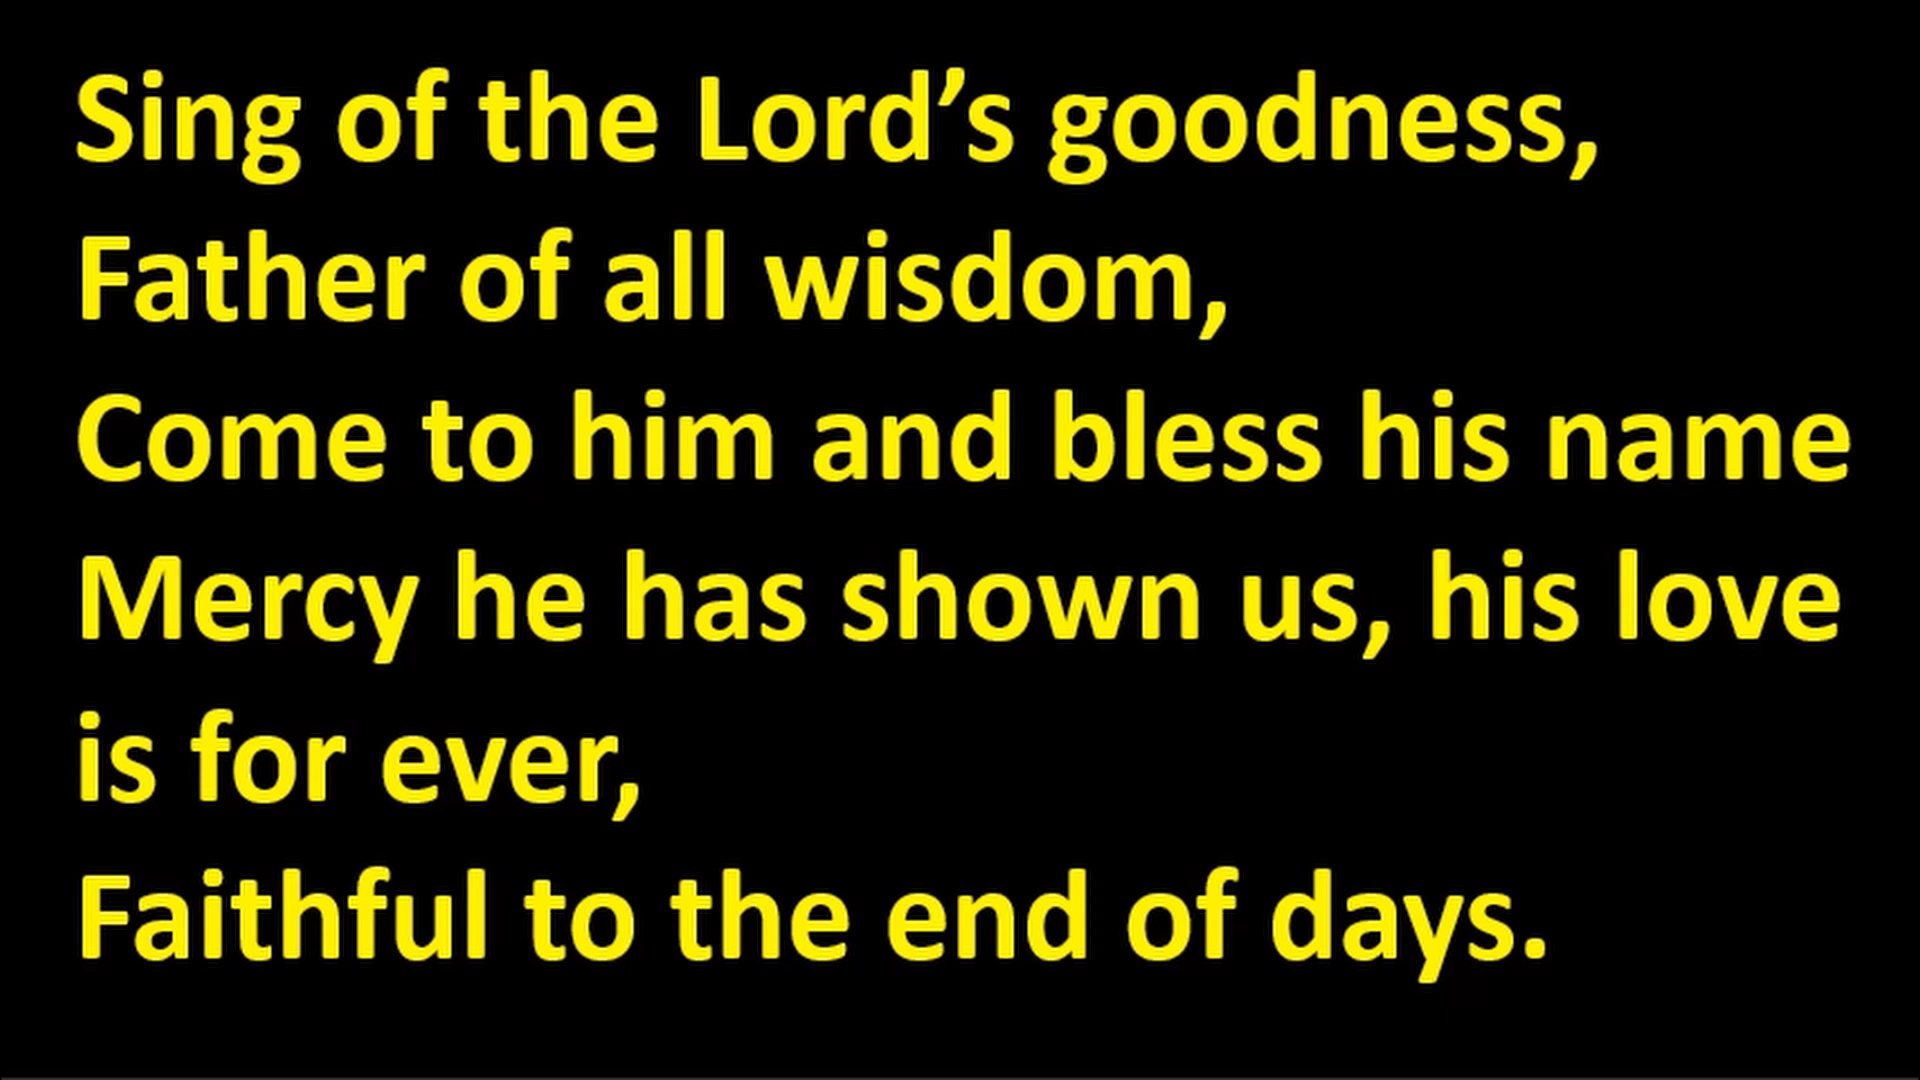 Sing of the Lord’s goodness,
Father of all wisdom,
Come to him and bless his name
Mercy he has shown us, his love
is for ever,
Faithful to the end of days.